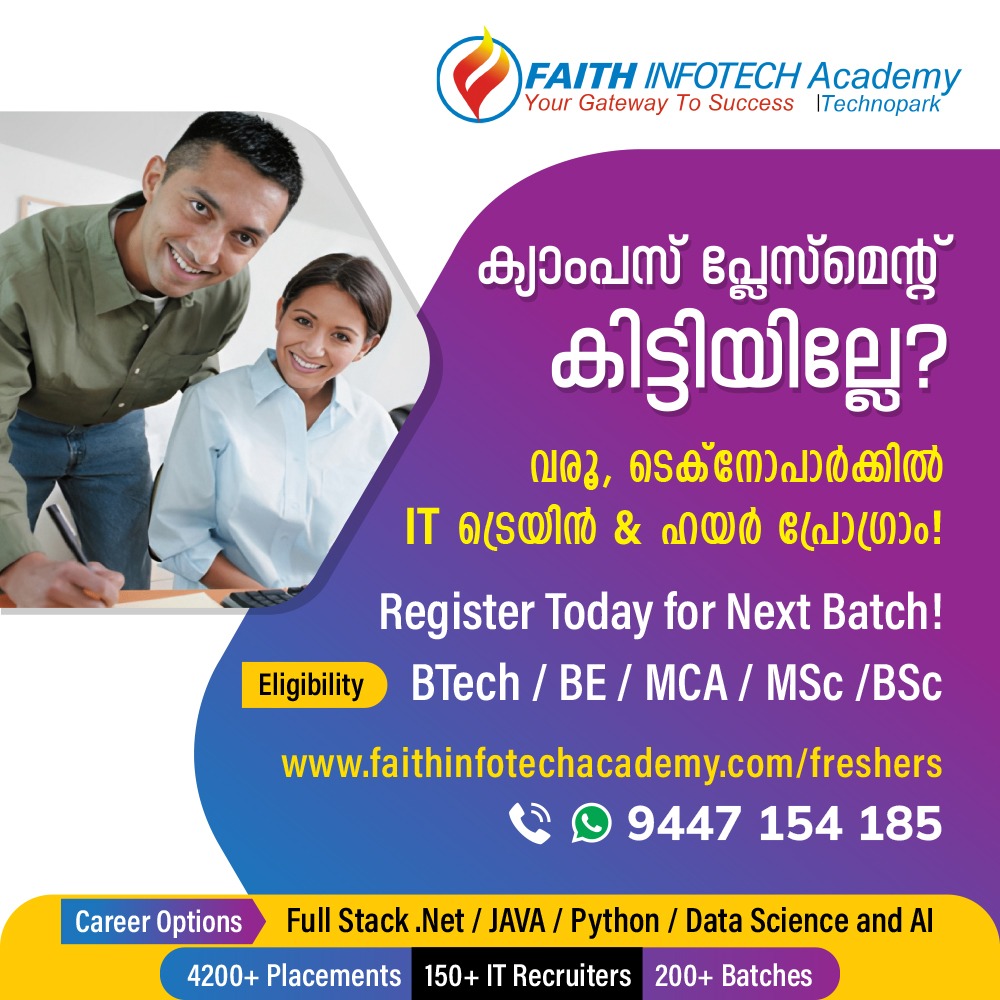 FAITH INFOTECH Academy
Your Gateway To Success |Technopark
ക്യാംപസ് പ്ലേസ്മെന്റ്
കിട്ടിയില്ലേ?
വരൂ, ടെക്നോപാർക്കിൽ
IT ട്രെയിൻ & ഹയർ പ്രോഗ്രാം!
Register Today for Next Batch!
Eligibility BTech / BE / MCA / MSc /BSc
www.faithinfotechacademy.com/freshers
9447 154 185
Career Options Full Stack .Net / JAVA / Python / Data Science and AI
4200+ Placements 150+ IT Recruiters 200+ Batches